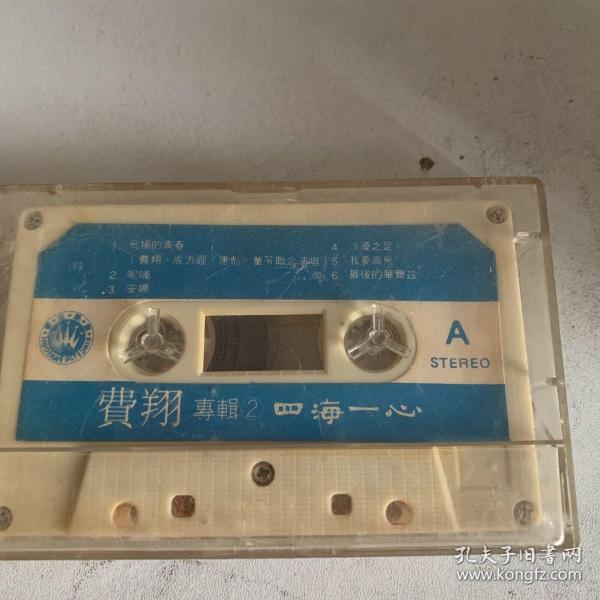 1. 飛揚的青春
(費翔、成方圓、唐彪、董苓聯合演唱)
2. 呢喃
3. 安娜
4. 沙漠之足
5. 我要高飛
6. 最後的華爾茲
A
STEREO
費翔 專輯② 四海一心
孔夫子旧書网
www.kongfz.com